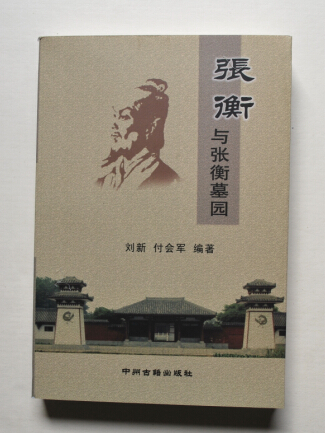 張衡
与张衡墓园
刘新 付会军 编著
中州古籍出版社